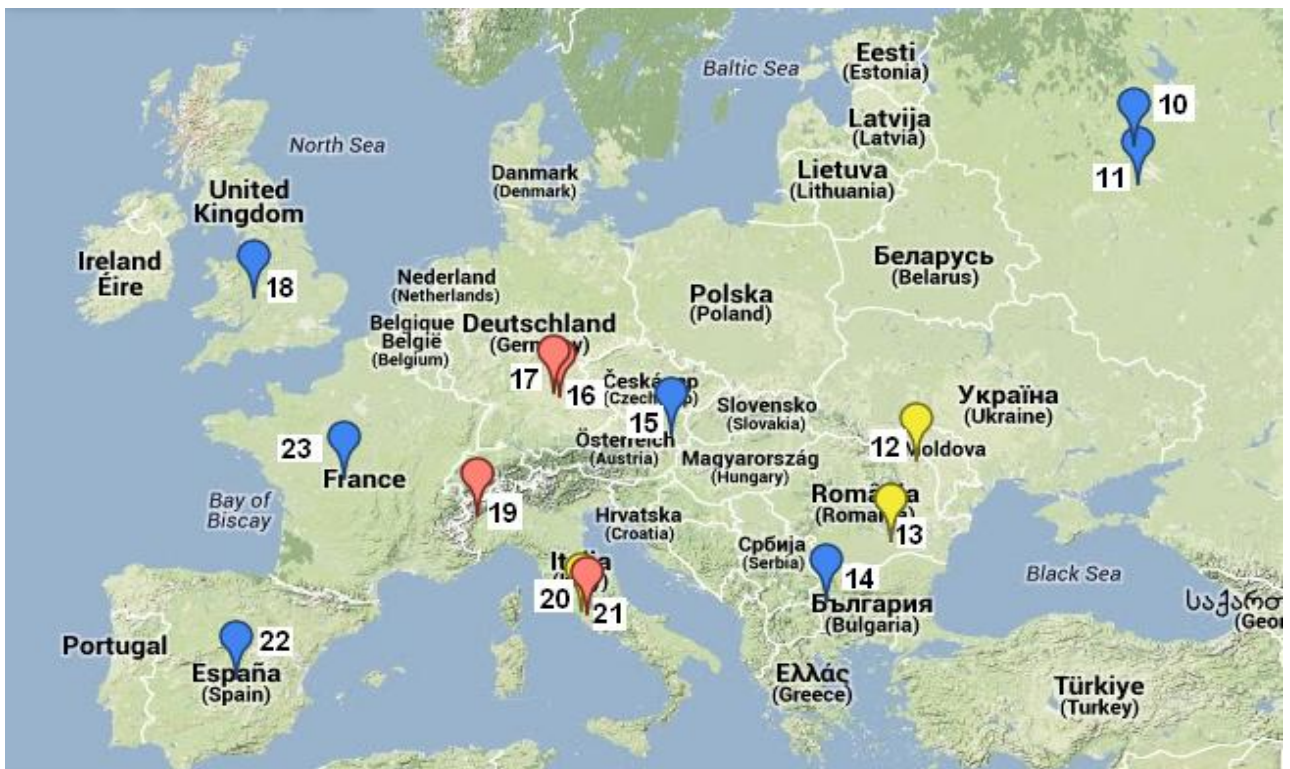 Eesti
(Estonia)
Baltic Sea
10
Latvija
(Latvia)
North Sea
Danmark
(Denmark)
Lietuva
(Lithuania)
11
United
Kingdom
Ireland
Éire
18
Nederland
(Netherlands)
Беларусь
(Belarus)
Polska
(Poland)
België
Belgique
(Belgium)
Deutschland
17
16
15
Slovensko
(Slovakia)
Україна
(Ukraine)
Österreich
(Austria)
Magyarország
(Hungary)
12
23
France
Bay of
Biscay
19
Hrvatska
(Croatia)
13
Србија
(Serbia)
14
Black Sea
20
21
България
(Bulgaria)
Portugal
22
España
(Spain)
Ελλάς
(Greece)
Türkiye
(Turkey)